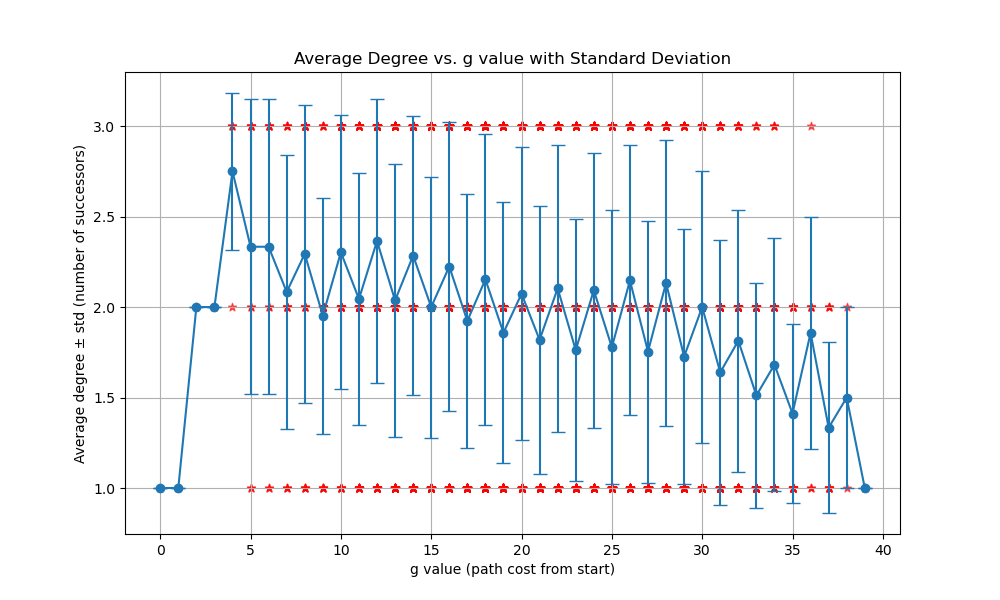 Average Degree vs. g value with Standard Deviation
Average degree ± std (number of successors)
3.0
2.5
2.0
1.5
1.0
0 5 10 15 20 25 30 35 40
g value (path cost from start)